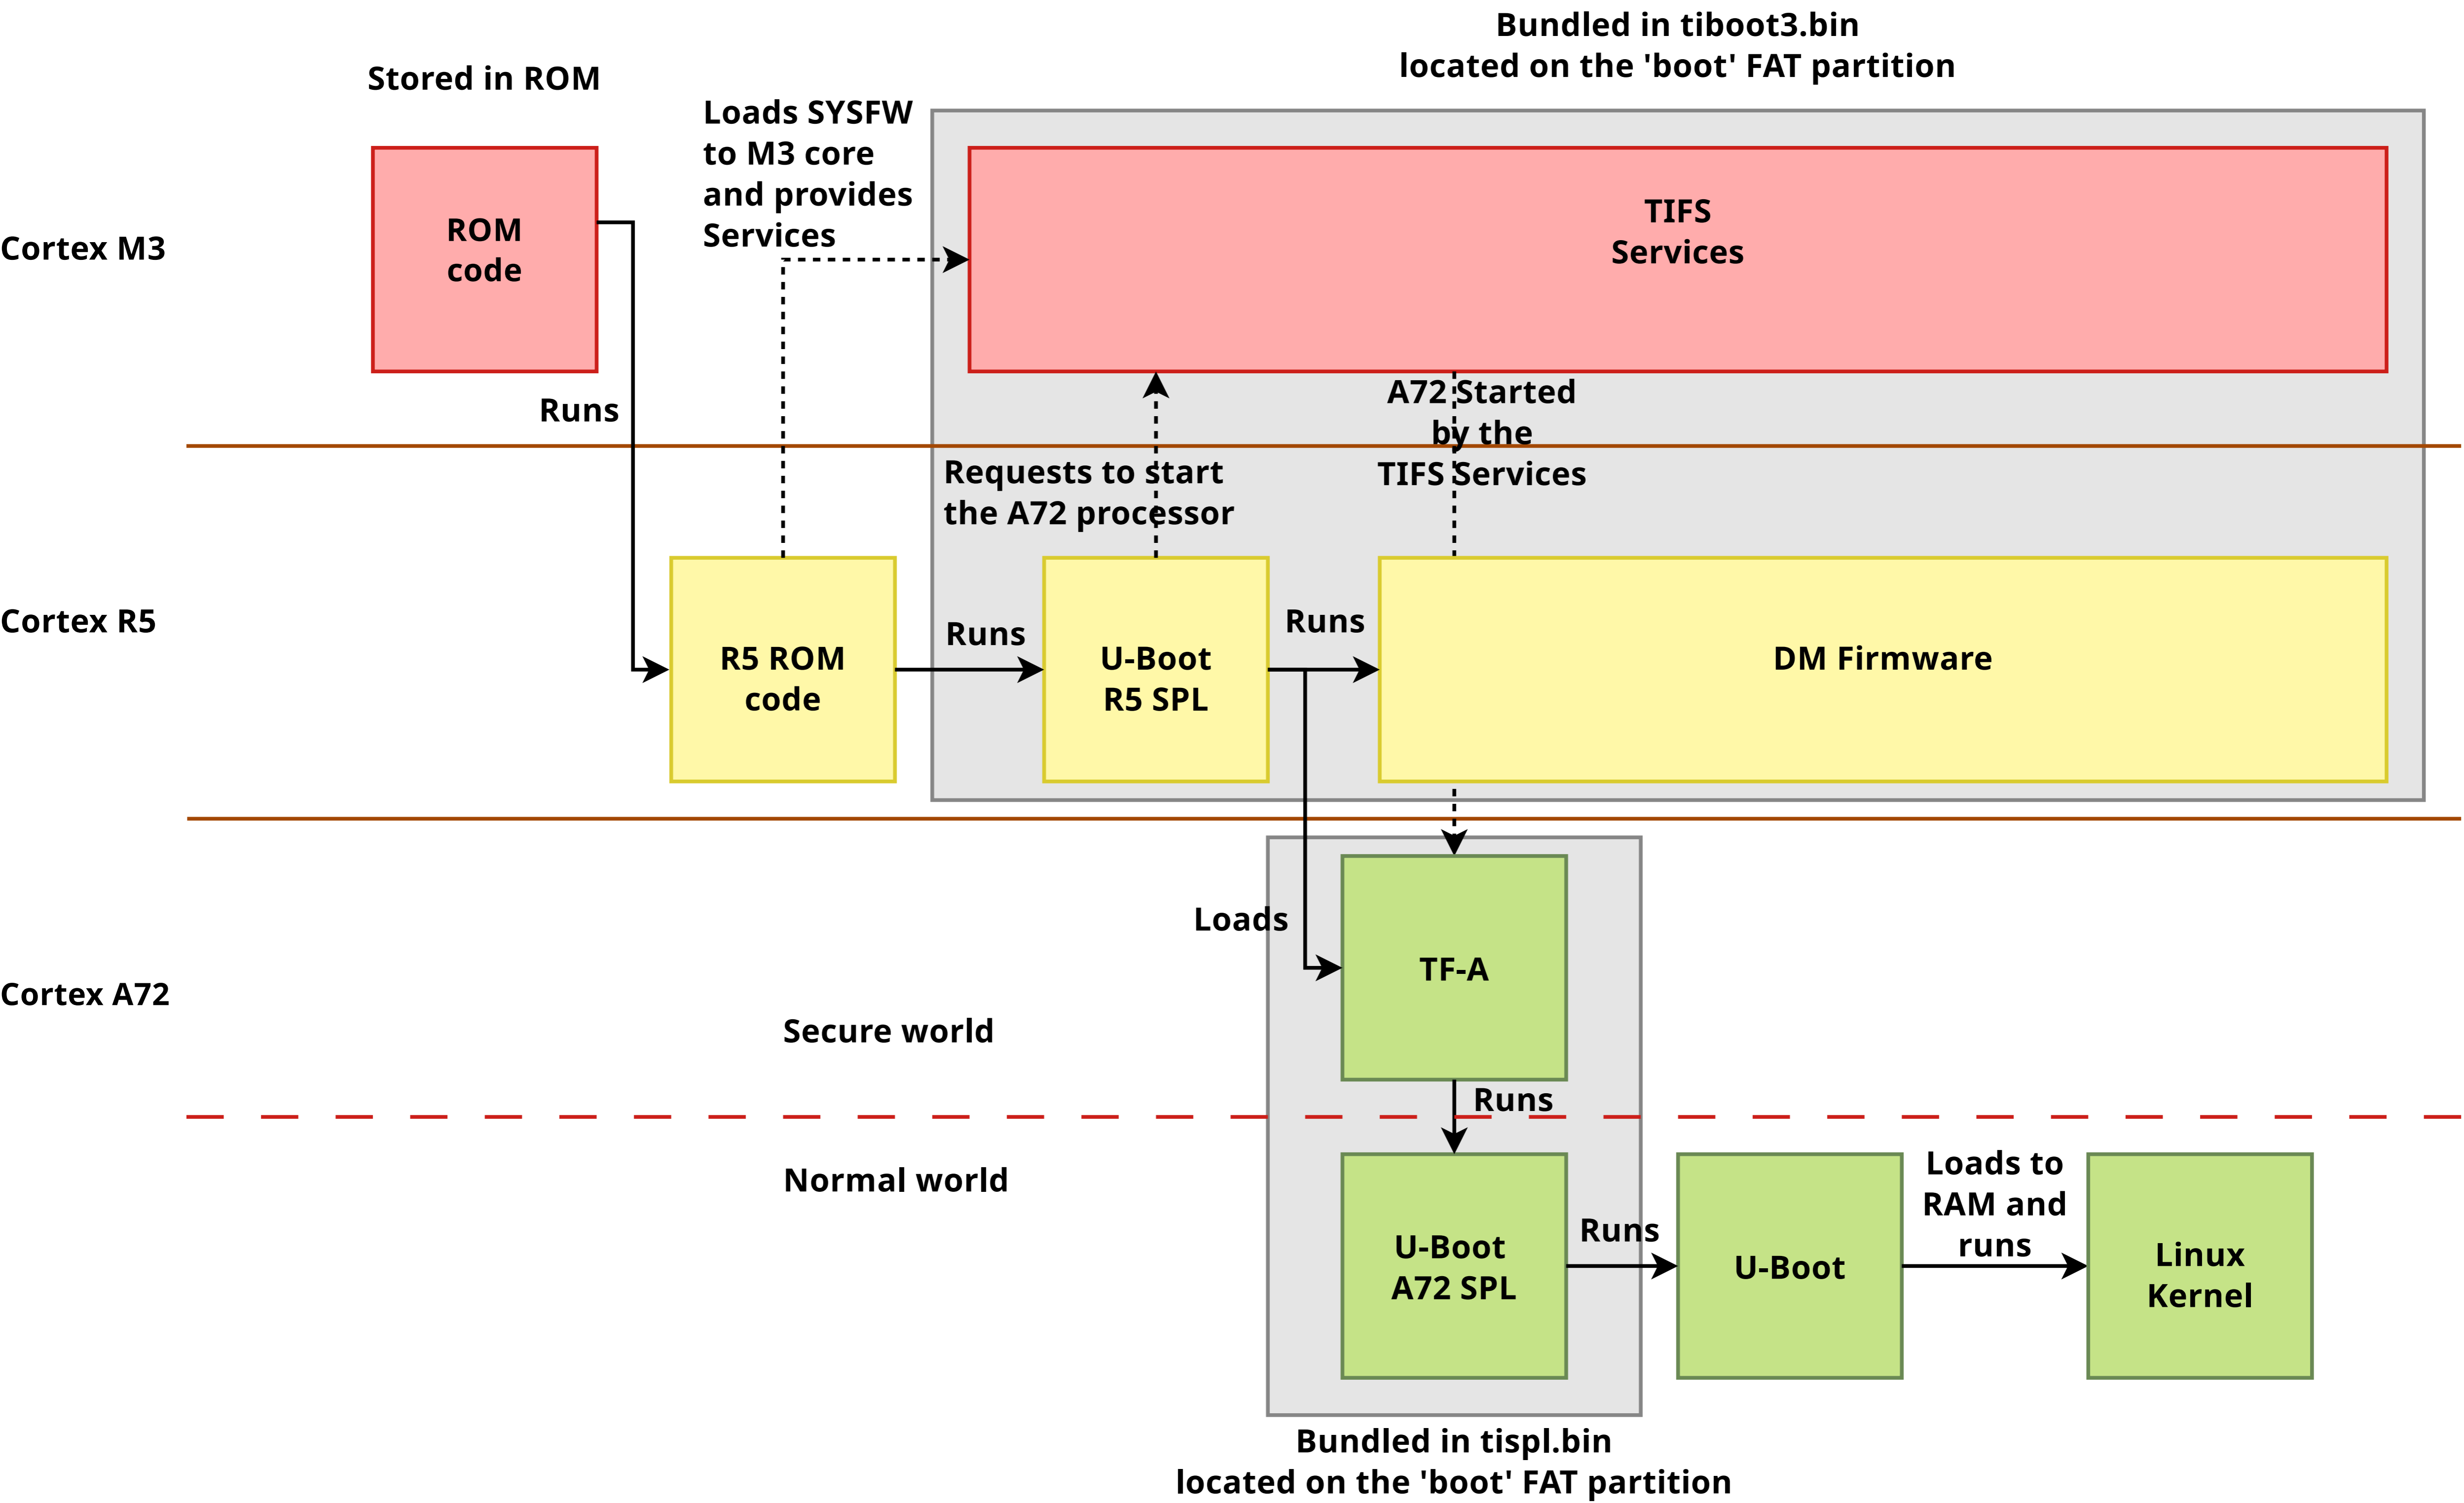 Bundled in tiboot3.bin
located on the 'boot' FAT partition
Stored in ROM
Loads SYSFW
to M3 core
and provides
Services
Cortex M3
ROM
code
TIFS
Services
Runs
A72 Started
by the
TIFS Services
Requests to start
the A72 processor
Cortex R5
R5 ROM
code
Runs
U-Boot
R5 SPL
Runs
DM Firmware
Loads
TF-A
Cortex A72
Secure world
Runs
Normal world
U-Boot
A72 SPL
Runs
U-Boot
Loads to
RAM and
runs
Linux
Kernel
Bundled in tispl.bin
located on the 'boot' FAT partition